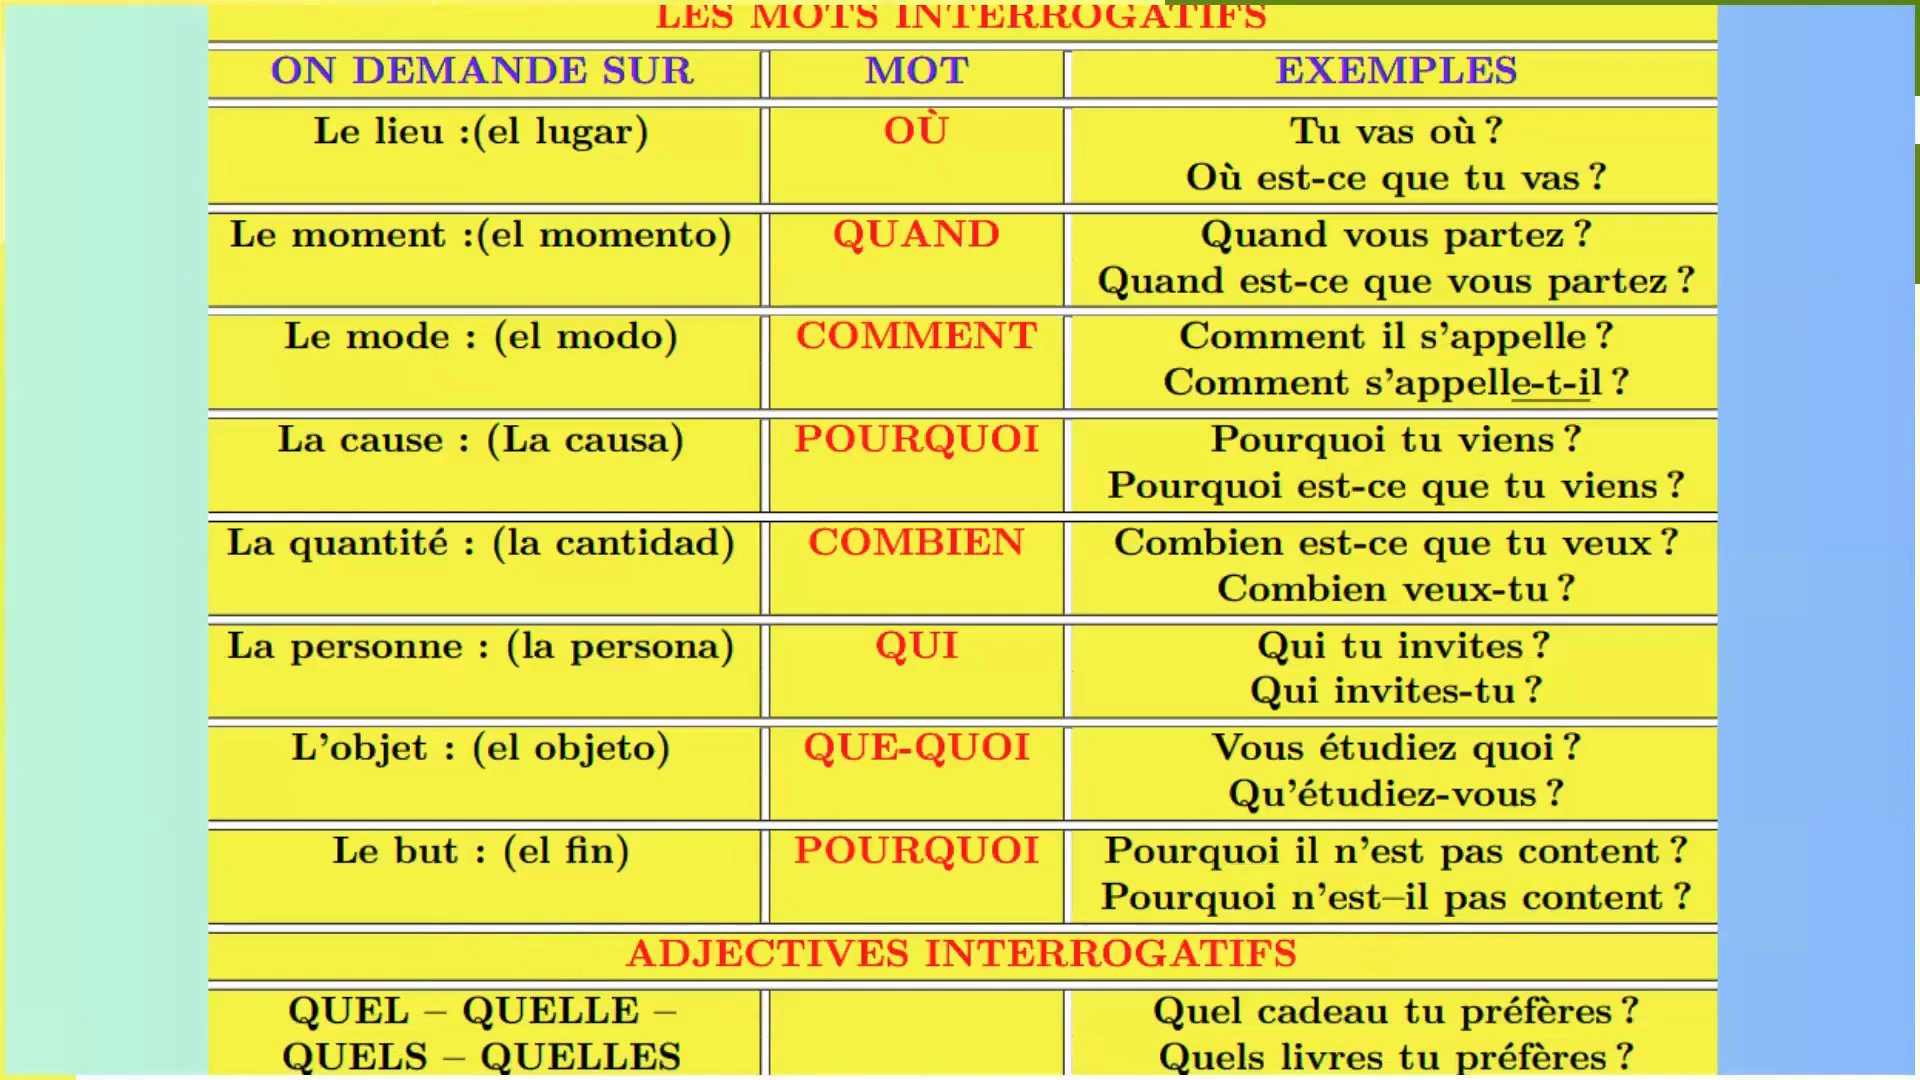 LES MOTS INTERROGATIFS
ON DEMANDE SUR MOT EXEMPLES
Le lieu :(el lugar) OÙ Tu vas où ?
Où est-ce que tu vas ?
Le moment :(el momento) QUAND Quand vous partez ?
Quand est-ce que vous partez ?
Le mode : (el modo) COMMENT Comment il s'appelle ?
Comment s'appelle-t-il ?
La cause : (La causa) POURQUOI Pourquoi tu viens ?
Pourquoi est-ce que tu viens ?
La quantité : (la cantidad) COMBIEN Combien est-ce que tu veux ?
Combien veux-tu ?
La personne : (la persona) QUI Qui tu invites ?
Qui invites-tu ?
L'objet : (el objeto) QUE-QUOI Vous étudiez quoi ?
Qu'étudiez-vous ?
Le but : (el fin) POURQUOI Pourquoi il n'est pas content ?
Pourquoi n'est–il pas content ?
ADJECTIVES INTERROGATIFS
QUEL – QUELLE – Quel cadeau tu préfères ?
QUELS – QUELLES Quels livres tu préfères ?